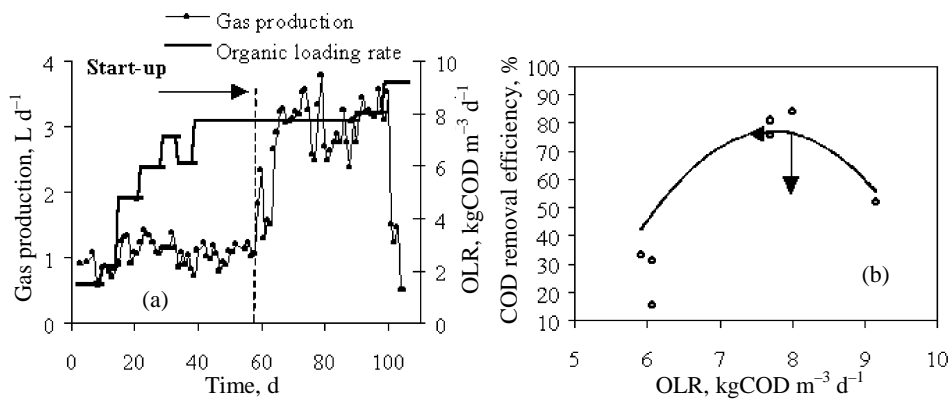 Gas production
Organic loading rate
Start-up
Gas production, L d⁻¹
4
3
2
1
0
10
8
6
4
2
0
OLR, kgCOD m⁻³ d⁻¹
(a)
0 20 40 60 80 100
Time, d
COD removal efficiency, %
100
90
80
70
60
50
40
30
20
10
(b)
5 6 7 8 9 10
OLR, kgCOD m⁻³ d⁻¹